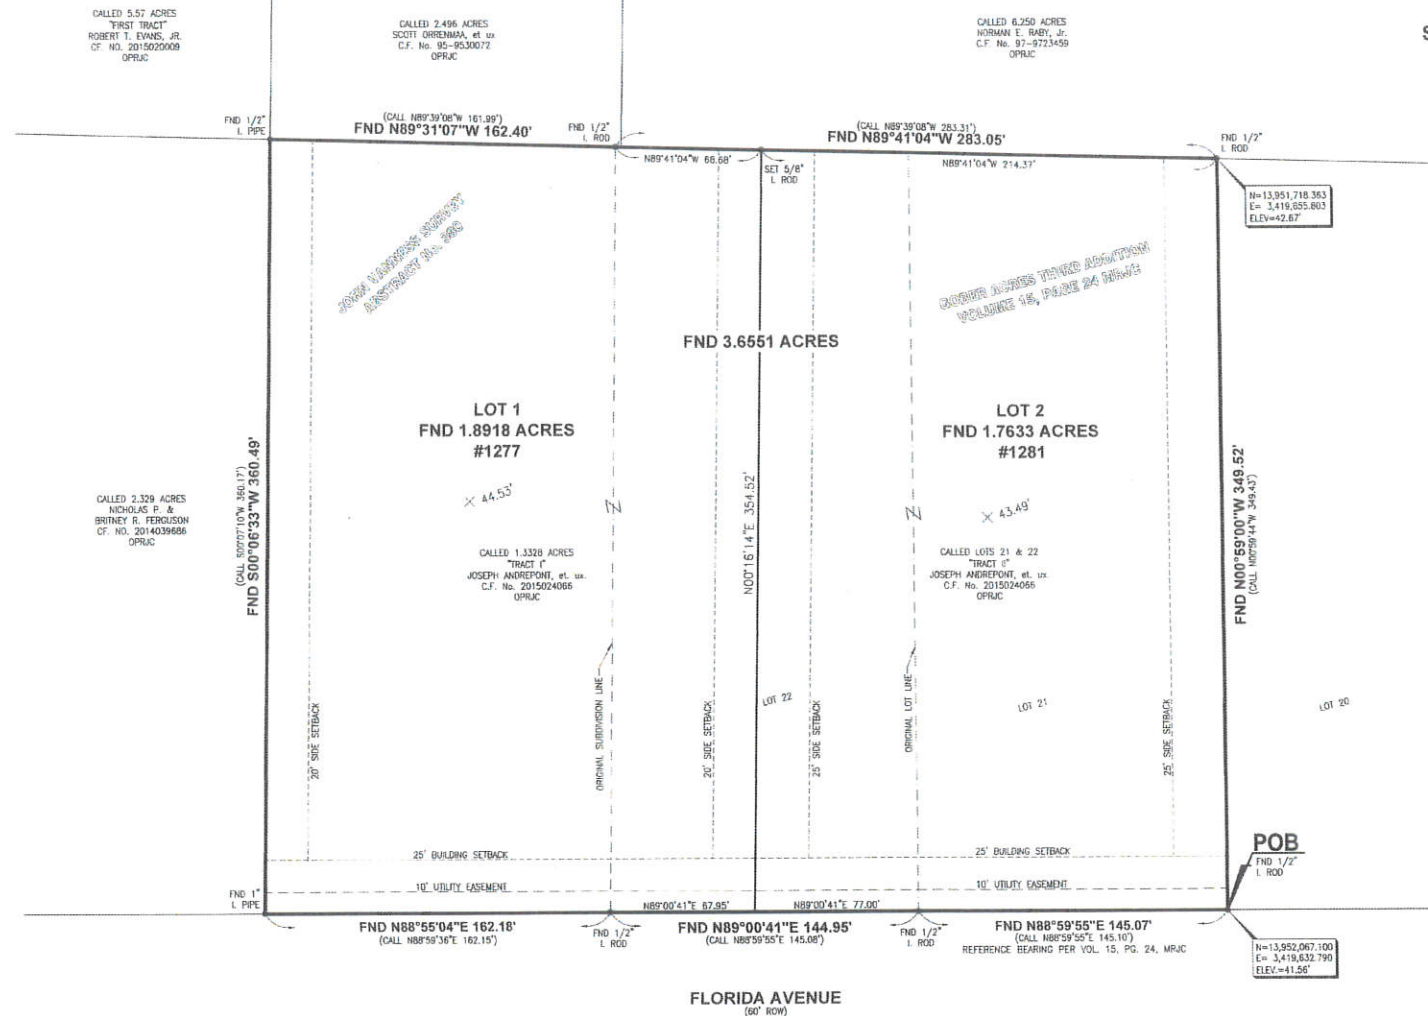 CALLED 5.57 ACRES
"FIRST TRACT"
ROBERT T. EVANS, JR.
CF. NO. 2015020009
OPRJC
CALLED 2.496 ACRES
SCOTT et ux
C.F. No. 95-9530072
OPRJC
CALLED 6.250 ACRES
NORMAN E. RABY, Jr.
C.F. No. 97-9723459
OPRJC
S
FND 1/2"
I. PIPE
(CALL N89°39'08"W 161.99')
FND N89°31'07"W 162.40'
FND 1/2"
I. ROD
(CALL N89°39'08"W 283.31')
FND N89°41'04"W 283.05'
FND 1/2"
I. ROD
N89°41'04"W 68.68'
SET 5/8"
I. ROD
N89°41'04"W 214.37'
N=13,951,718.363
E= 3,419,655.603
ELEV=42.67'
JOHN SURVEY
ABSTRACT No.
GOBER ACRES THIRD ADDITION
VOLUME 15, PAGE 24 MRJC
FND 3.6551 ACRES
LOT 1
FND 1.8918 ACRES
#1277
LOT 2
FND 1.7633 ACRES
#1281
44.53'
43.49'
CALLED 2.329 ACRES
NICHOLAS P. &
BRITNEY R. FERGUSON
CF. NO. 2014039686
OPRJC
(CALL S00°07'10"W 360.17')
FND S00°06'33"W 360.49'
N00°16'14"E 354.52'
FND N00°59'00"W 349.52'
(CALL N00°59'44"W 349.43')
CALLED 1.3328 ACRES
"TRACT I"
JOSEPH ANDREPONT, et. ux.
C.F. No. 2015024066
OPRJC
CALLED LOTS 21 & 22
"TRACT II"
JOSEPH ANDREPONT, et. ux
C.F. No. 2015024066
OPRJC
20' SIDE SETBACK
ORIGINAL SUBDIVISION LINE
20' SIDE SETBACK
LOT 22
25' SIDE SETBACK
ORIGINAL LOT LINE
LOT 21
25' SIDE SETBACK
LOT 20
25' BUILDING SETBACK
25' BUILDING SETBACK
10' UTILITY EASEMENT
10' UTILITY EASEMENT
POB
FND 1/2"
I. ROD
FND 1"
I. PIPE
N89°00'41"E 67.95'
N89°00'41"E 77.00'
FND N88°55'04"E 162.18'
(CALL N88°59'36"E 162.15')
FND 1/2"
I. ROD
FND N89°00'41"E 144.95'
(CALL N88°59'55"E 145.08')
FND 1/2"
I. ROD
FND N88°59'55"E 145.07'
(CALL N88°59'55"E 145.10')
REFERENCE BEARING PER VOL. 15, PG. 24, MRJC
N=13,952,067.100
E= 3,419,632.790
ELEV.=41.56'
FLORIDA AVENUE
(60' ROW)